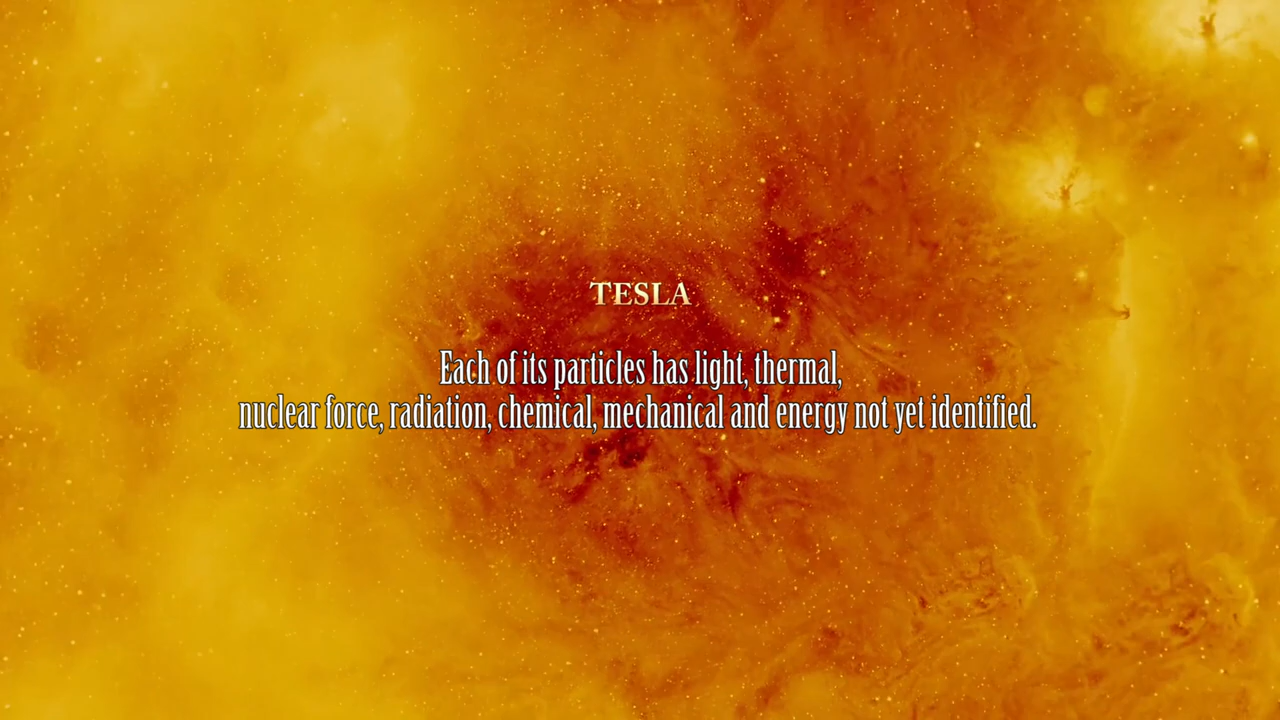 TESLA
Each of its particles has light, thermal,
nuclear force, radiation, chemical, mechanical and energy not yet identified.